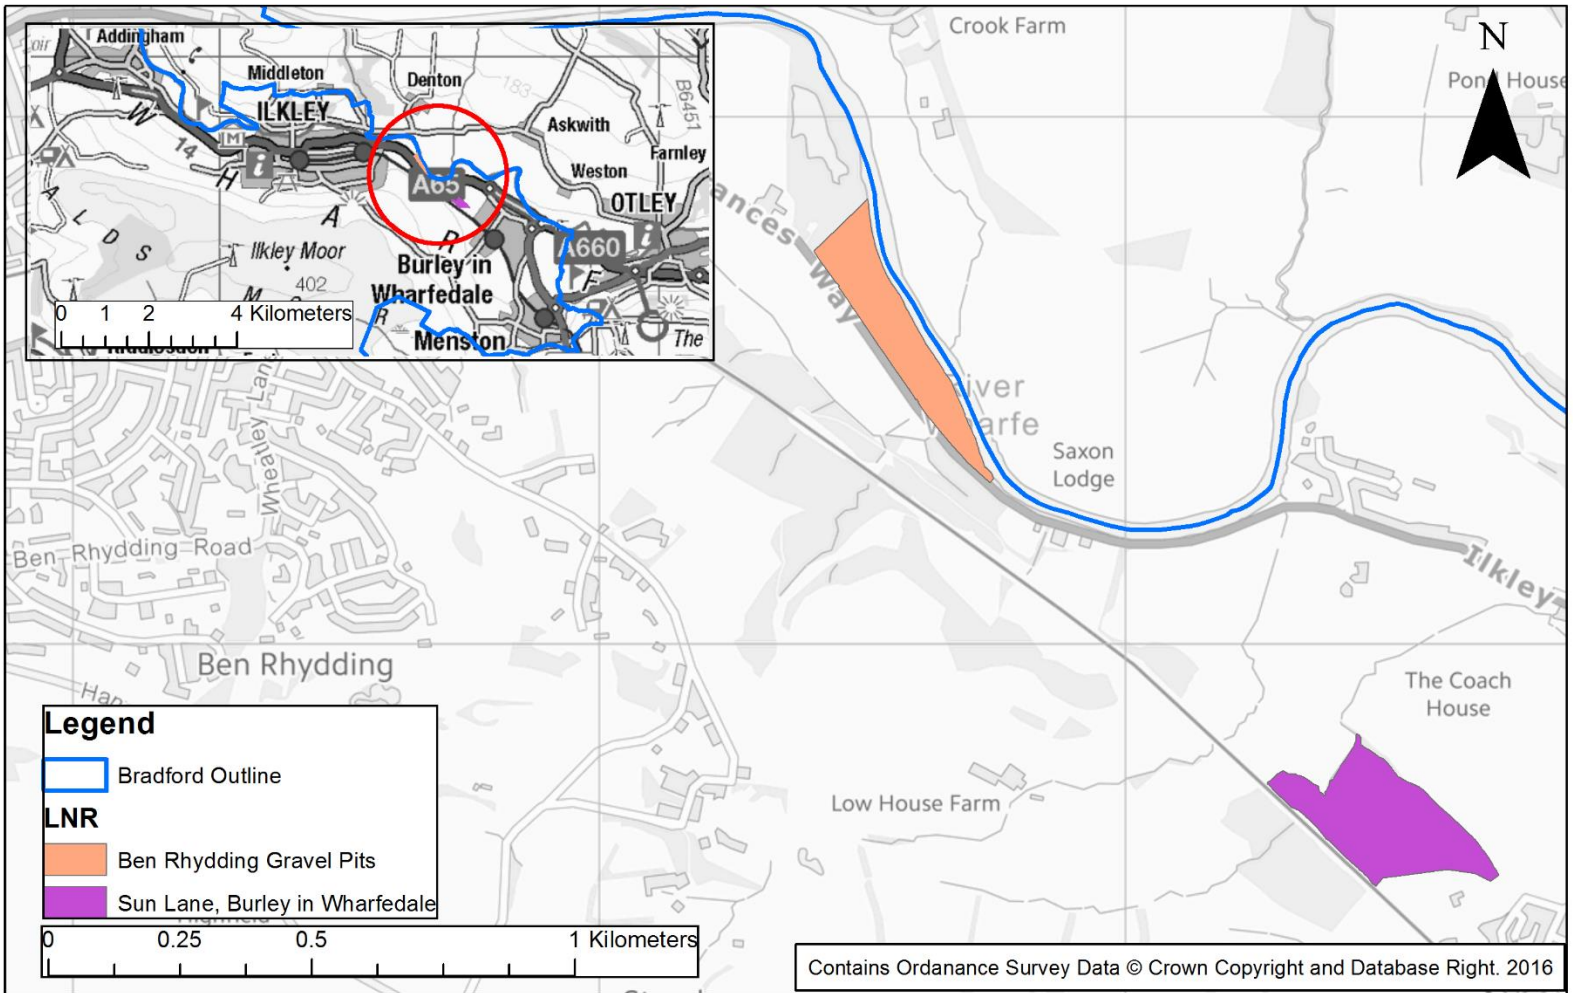 Crook Farm
N
Pond House
Addingham
Middleton
Denton
183
B6451
ILKLEY
Askwith
Farnley
W
14
M
i
H
A65
Weston
OTLEY
i
A
L
D
S
A
R
Ilkley Moor
402
M
A660
F
Burley in
Wharfedale
R
Menston
The
0 1 2 4 Kilometers
ances
Way
River
Wharfe
Saxon
Lodge
Wheatley Lane
Ben Rhydding Road
Ilkley
Ben Rhydding
The Coach
House
Low House Farm
Legend
Bradford Outline
LNR
Ben Rhydding Gravel Pits
Sun Lane, Burley in Wharfedale
0 0.25 0.5 1 Kilometers
Contains Ordanance Survey Data © Crown Copyright and Database Right. 2016